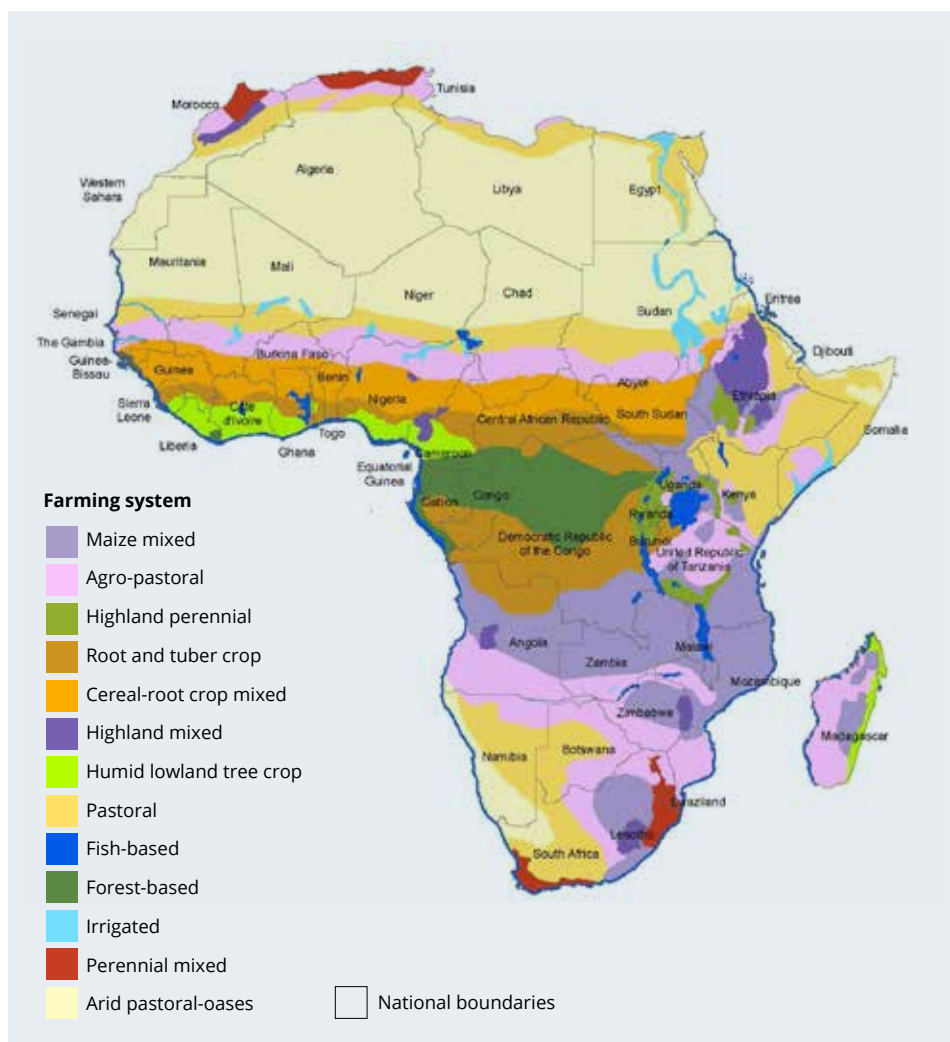 Tunisia
Morocco
Algeria
Western
Sahara
Libya
Egypt
Mauritania
Mali
Niger
Chad
Sudan
Eritrea
Senegal
The Gambia
Guinea-
Bissau
Burkina Faso
Djibouti
Guinea
Benin
Abyei
Nigeria
Ethiopia
Sierra
Leone
Côte
d'Ivoire
Central African Republic
South Sudan
Togo
Somalia
Liberia
Ghana
Cameroon
Equatorial
Guinea
Uganda
Kenya
Gabon
Congo
Rwanda
Democratic Republic
of the Congo
Burundi
United Republic
of Tanzania
Angola
Malawi
Zambia
Mozambique
Zimbabwe
Madagascar
Namibia
Botswana
Swaziland
Lesotho
South Africa
Farming system
Maize mixed
Agro-pastoral
Highland perennial
Root and tuber crop
Cereal-root crop mixed
Highland mixed
Humid lowland tree crop
Pastoral
Fish-based
Forest-based
Irrigated
Perennial mixed
Arid pastoral-oases
National boundaries